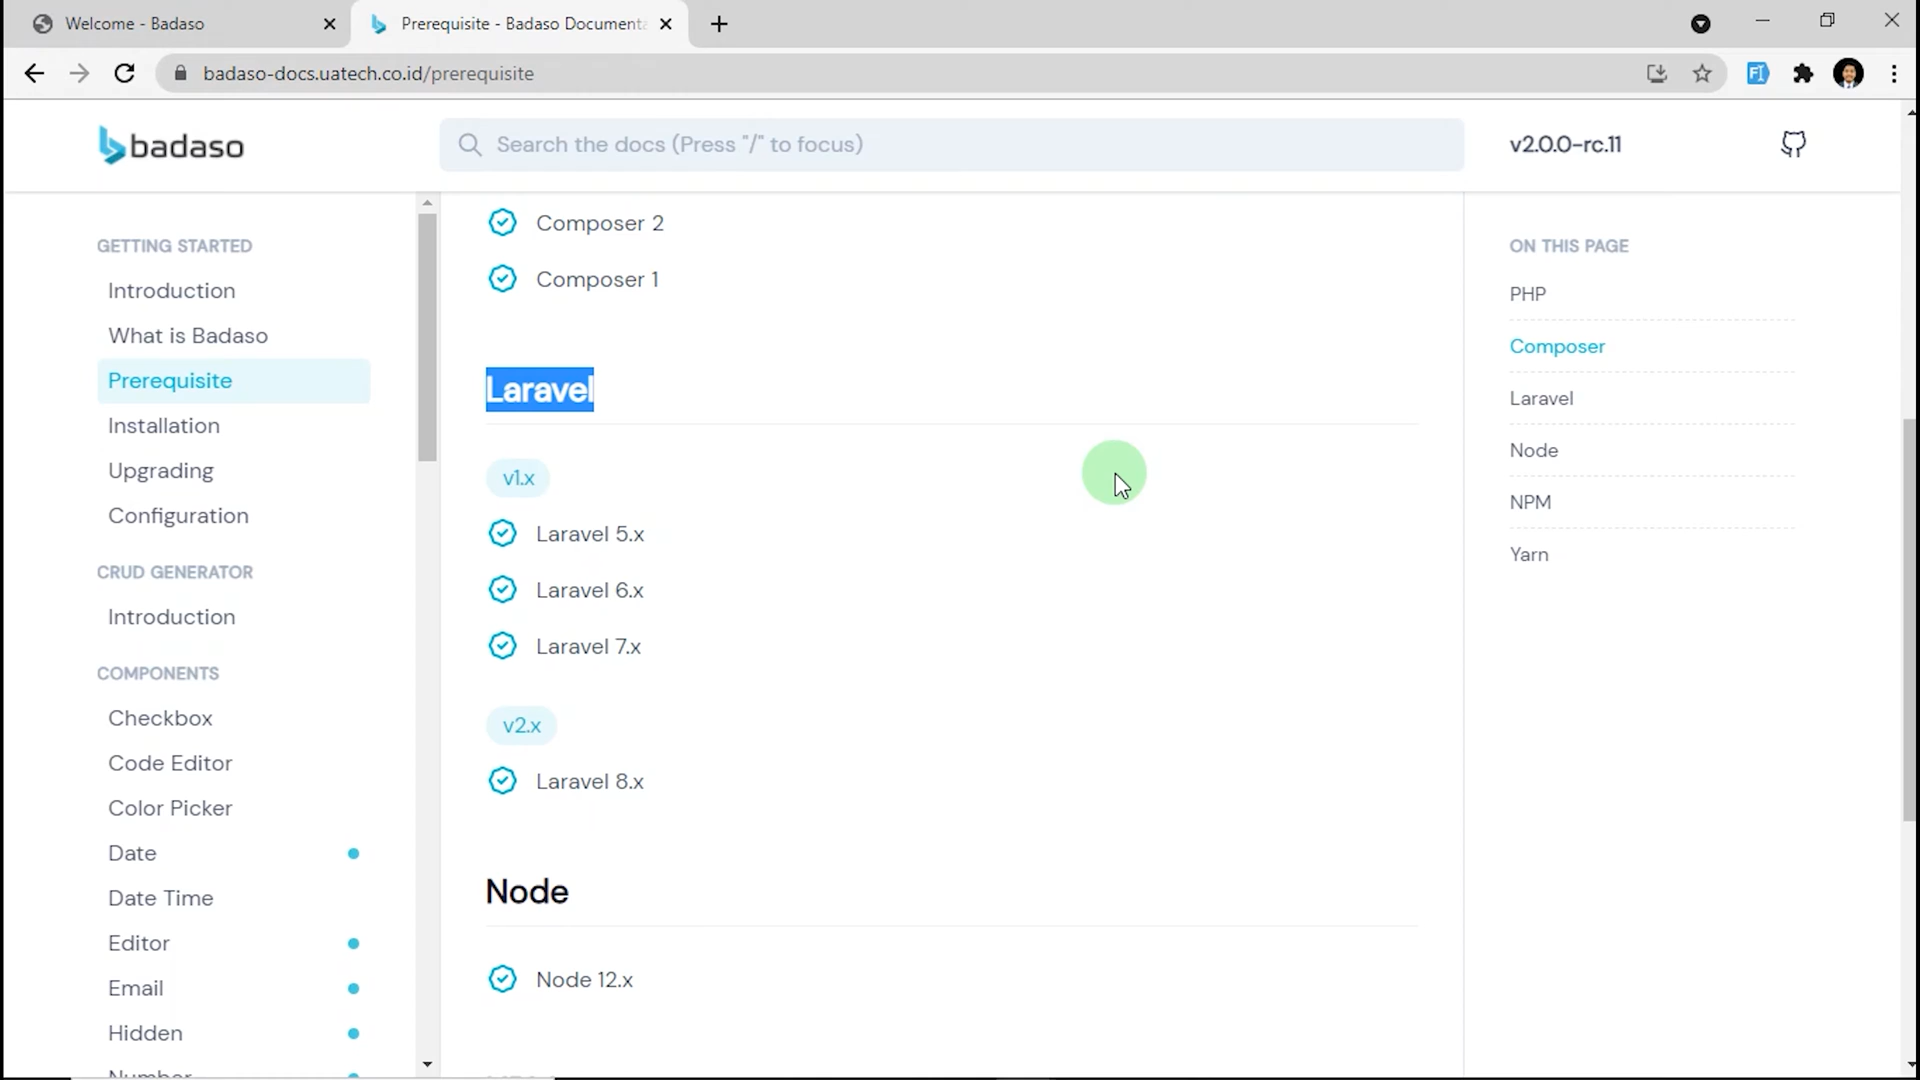 Welcome - Badaso
Prerequisite - Badaso Documenta
badaso-docs.uatech.co.id/prerequisite
badaso
Search the docs (Press "/" to focus)
v2.0.0-rc.11
GETTING STARTED
Introduction
What is Badaso
Prerequisite
Installation
Upgrading
Configuration
CRUD GENERATOR
Introduction
COMPONENTS
Checkbox
Code Editor
Color Picker
Date
Date Time
Editor
Email
Hidden
Number
Composer 2
Composer 1
Laravel
v1.x
Laravel 5.x
Laravel 6.x
Laravel 7.x
v2.x
Laravel 8.x
Node
Node 12.x
ON THIS PAGE
PHP
Composer
Laravel
Node
NPM
Yarn